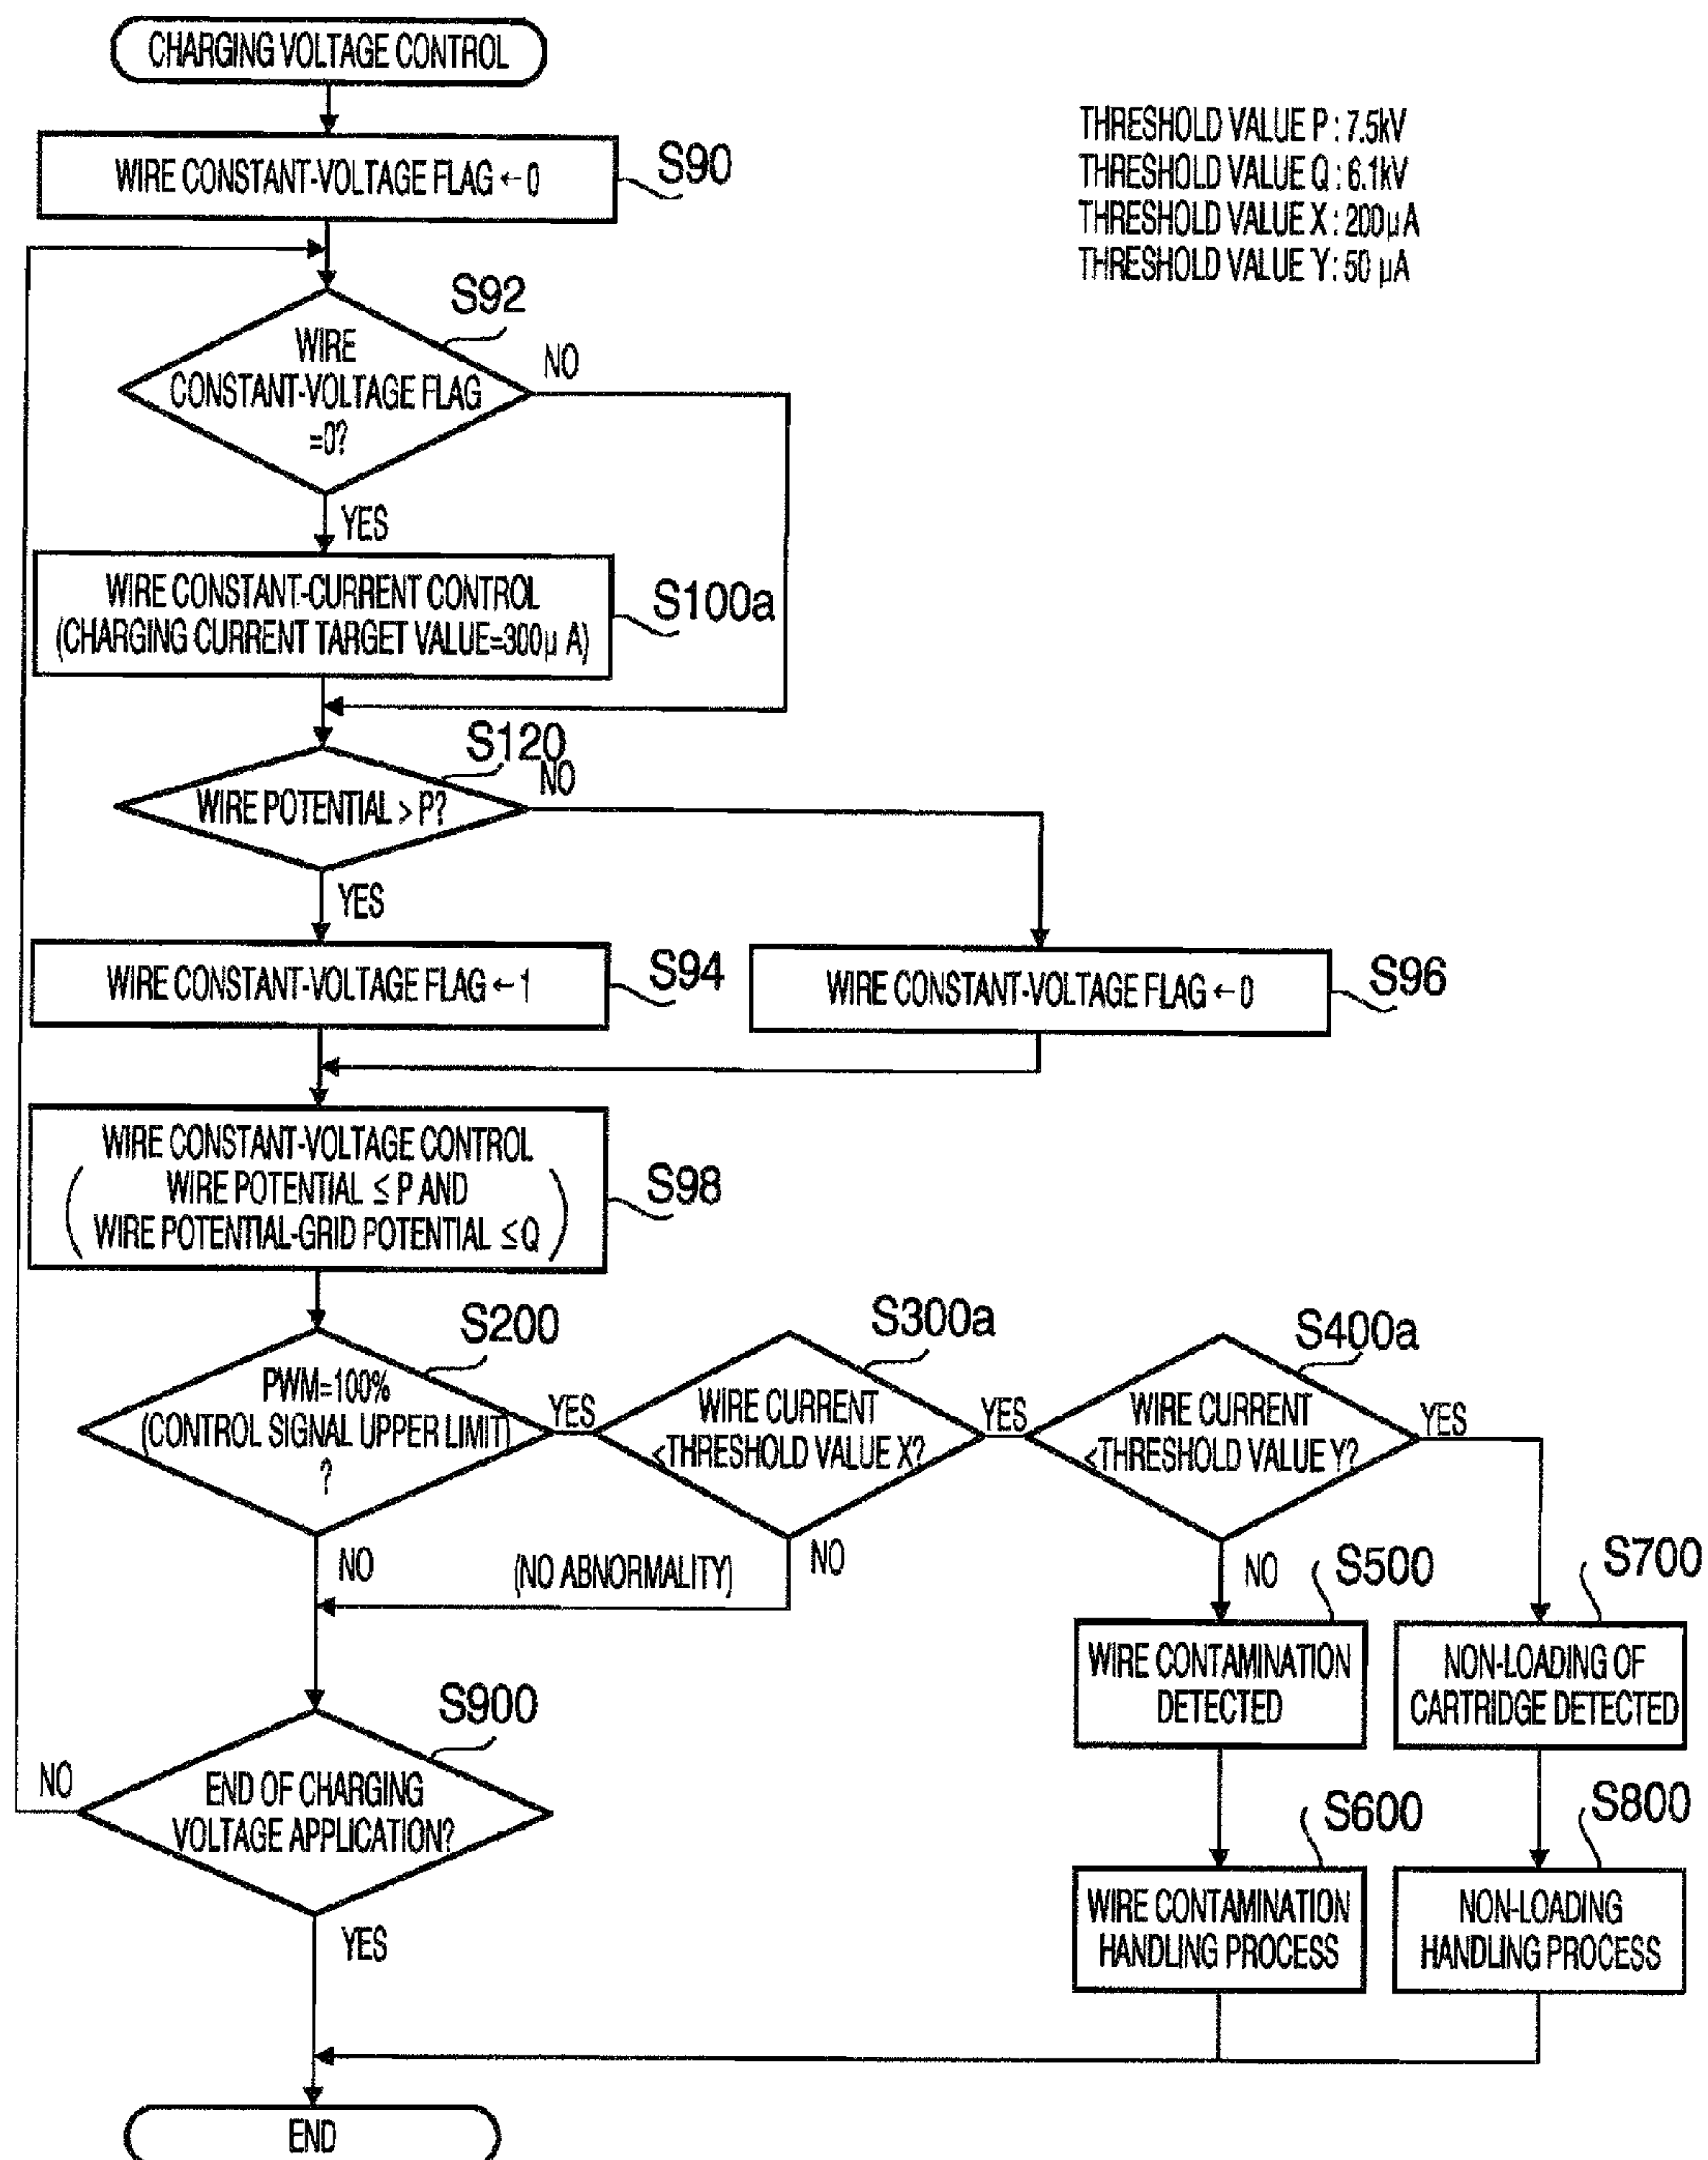 CHARGING VOLTAGE CONTROL
THRESHOLD VALUE P : 7.5kV
THRESHOLD VALUE Q : 6.1kV
THRESHOLD VALUE X : 200μA
THRESHOLD VALUE Y : 50 μA
WIRE CONSTANT-VOLTAGE FLAG ← 0
S90
S92
WIRE
CONSTANT-VOLTAGE FLAG
=0?
NO
YES
WIRE CONSTANT-CURRENT CONTROL
(CHARGING CURRENT TARGET VALUE=300μ A)
S100a
S120
WIRE POTENTIAL > P?
NO
YES
WIRE CONSTANT-VOLTAGE FLAG ← 1
S94
WIRE CONSTANT-VOLTAGE FLAG ← 0
S96
WIRE CONSTANT-VOLTAGE CONTROL
( WIRE POTENTIAL ≤ P AND
WIRE POTENTIAL-GRID POTENTIAL ≤ Q )
S98
S200
PWM=100%
(CONTROL SIGNAL UPPER LIMIT)
?
YES
NO
S300a
WIRE CURRENT
<THRESHOLD VALUE X?
YES
NO
(NO ABNORMALITY)
S400a
WIRE CURRENT
<THRESHOLD VALUE Y?
YES
NO
S500
WIRE CONTAMINATION
DETECTED
S700
NON-LOADING OF
CARTRIDGE DETECTED
S600
WIRE CONTAMINATION
HANDLING PROCESS
S800
NON-LOADING
HANDLING PROCESS
S900
END OF CHARGING
VOLTAGE APPLICATION?
NO
YES
END